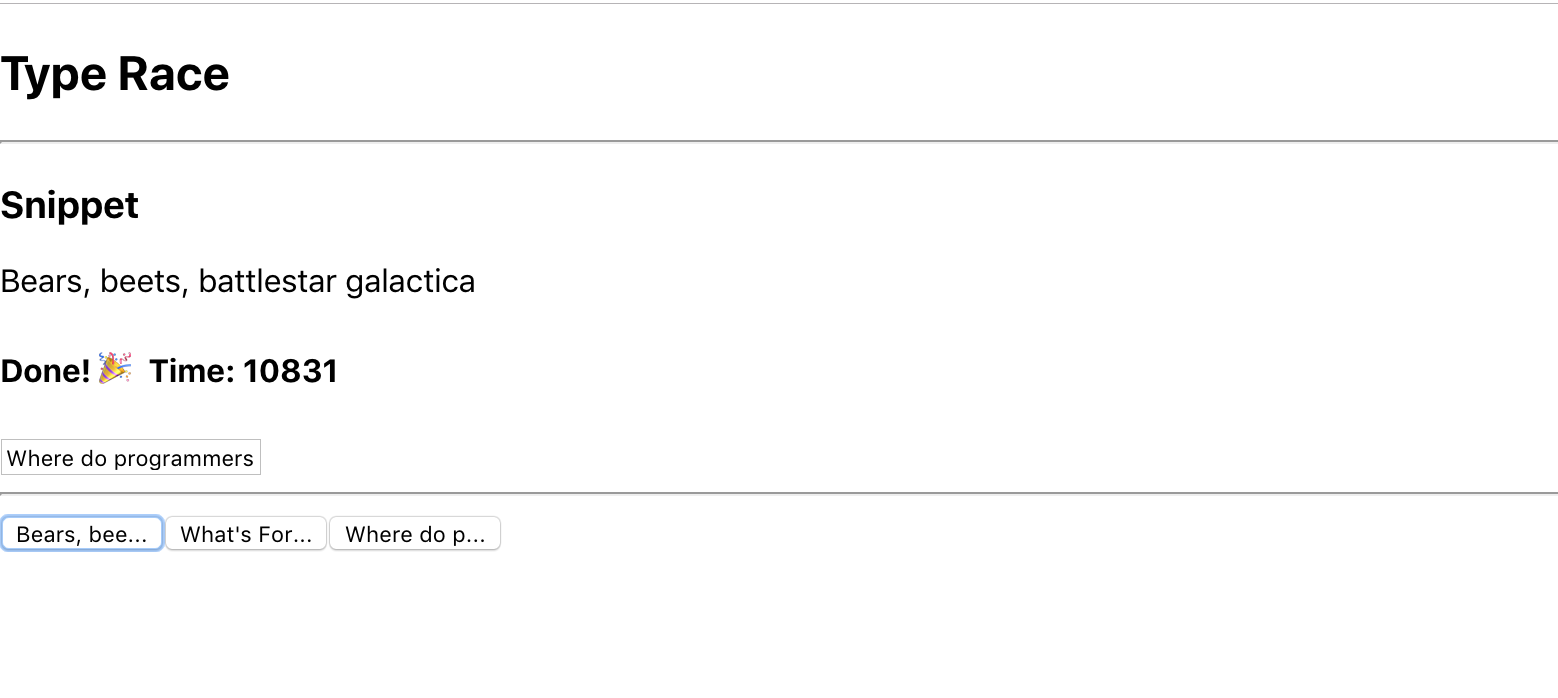 Type Race
Snippet
Bears, beets, battlestar galactica
Done! 🎉 Time: 10831
Where do programmers
Bears, bee... What's For... Where do p...